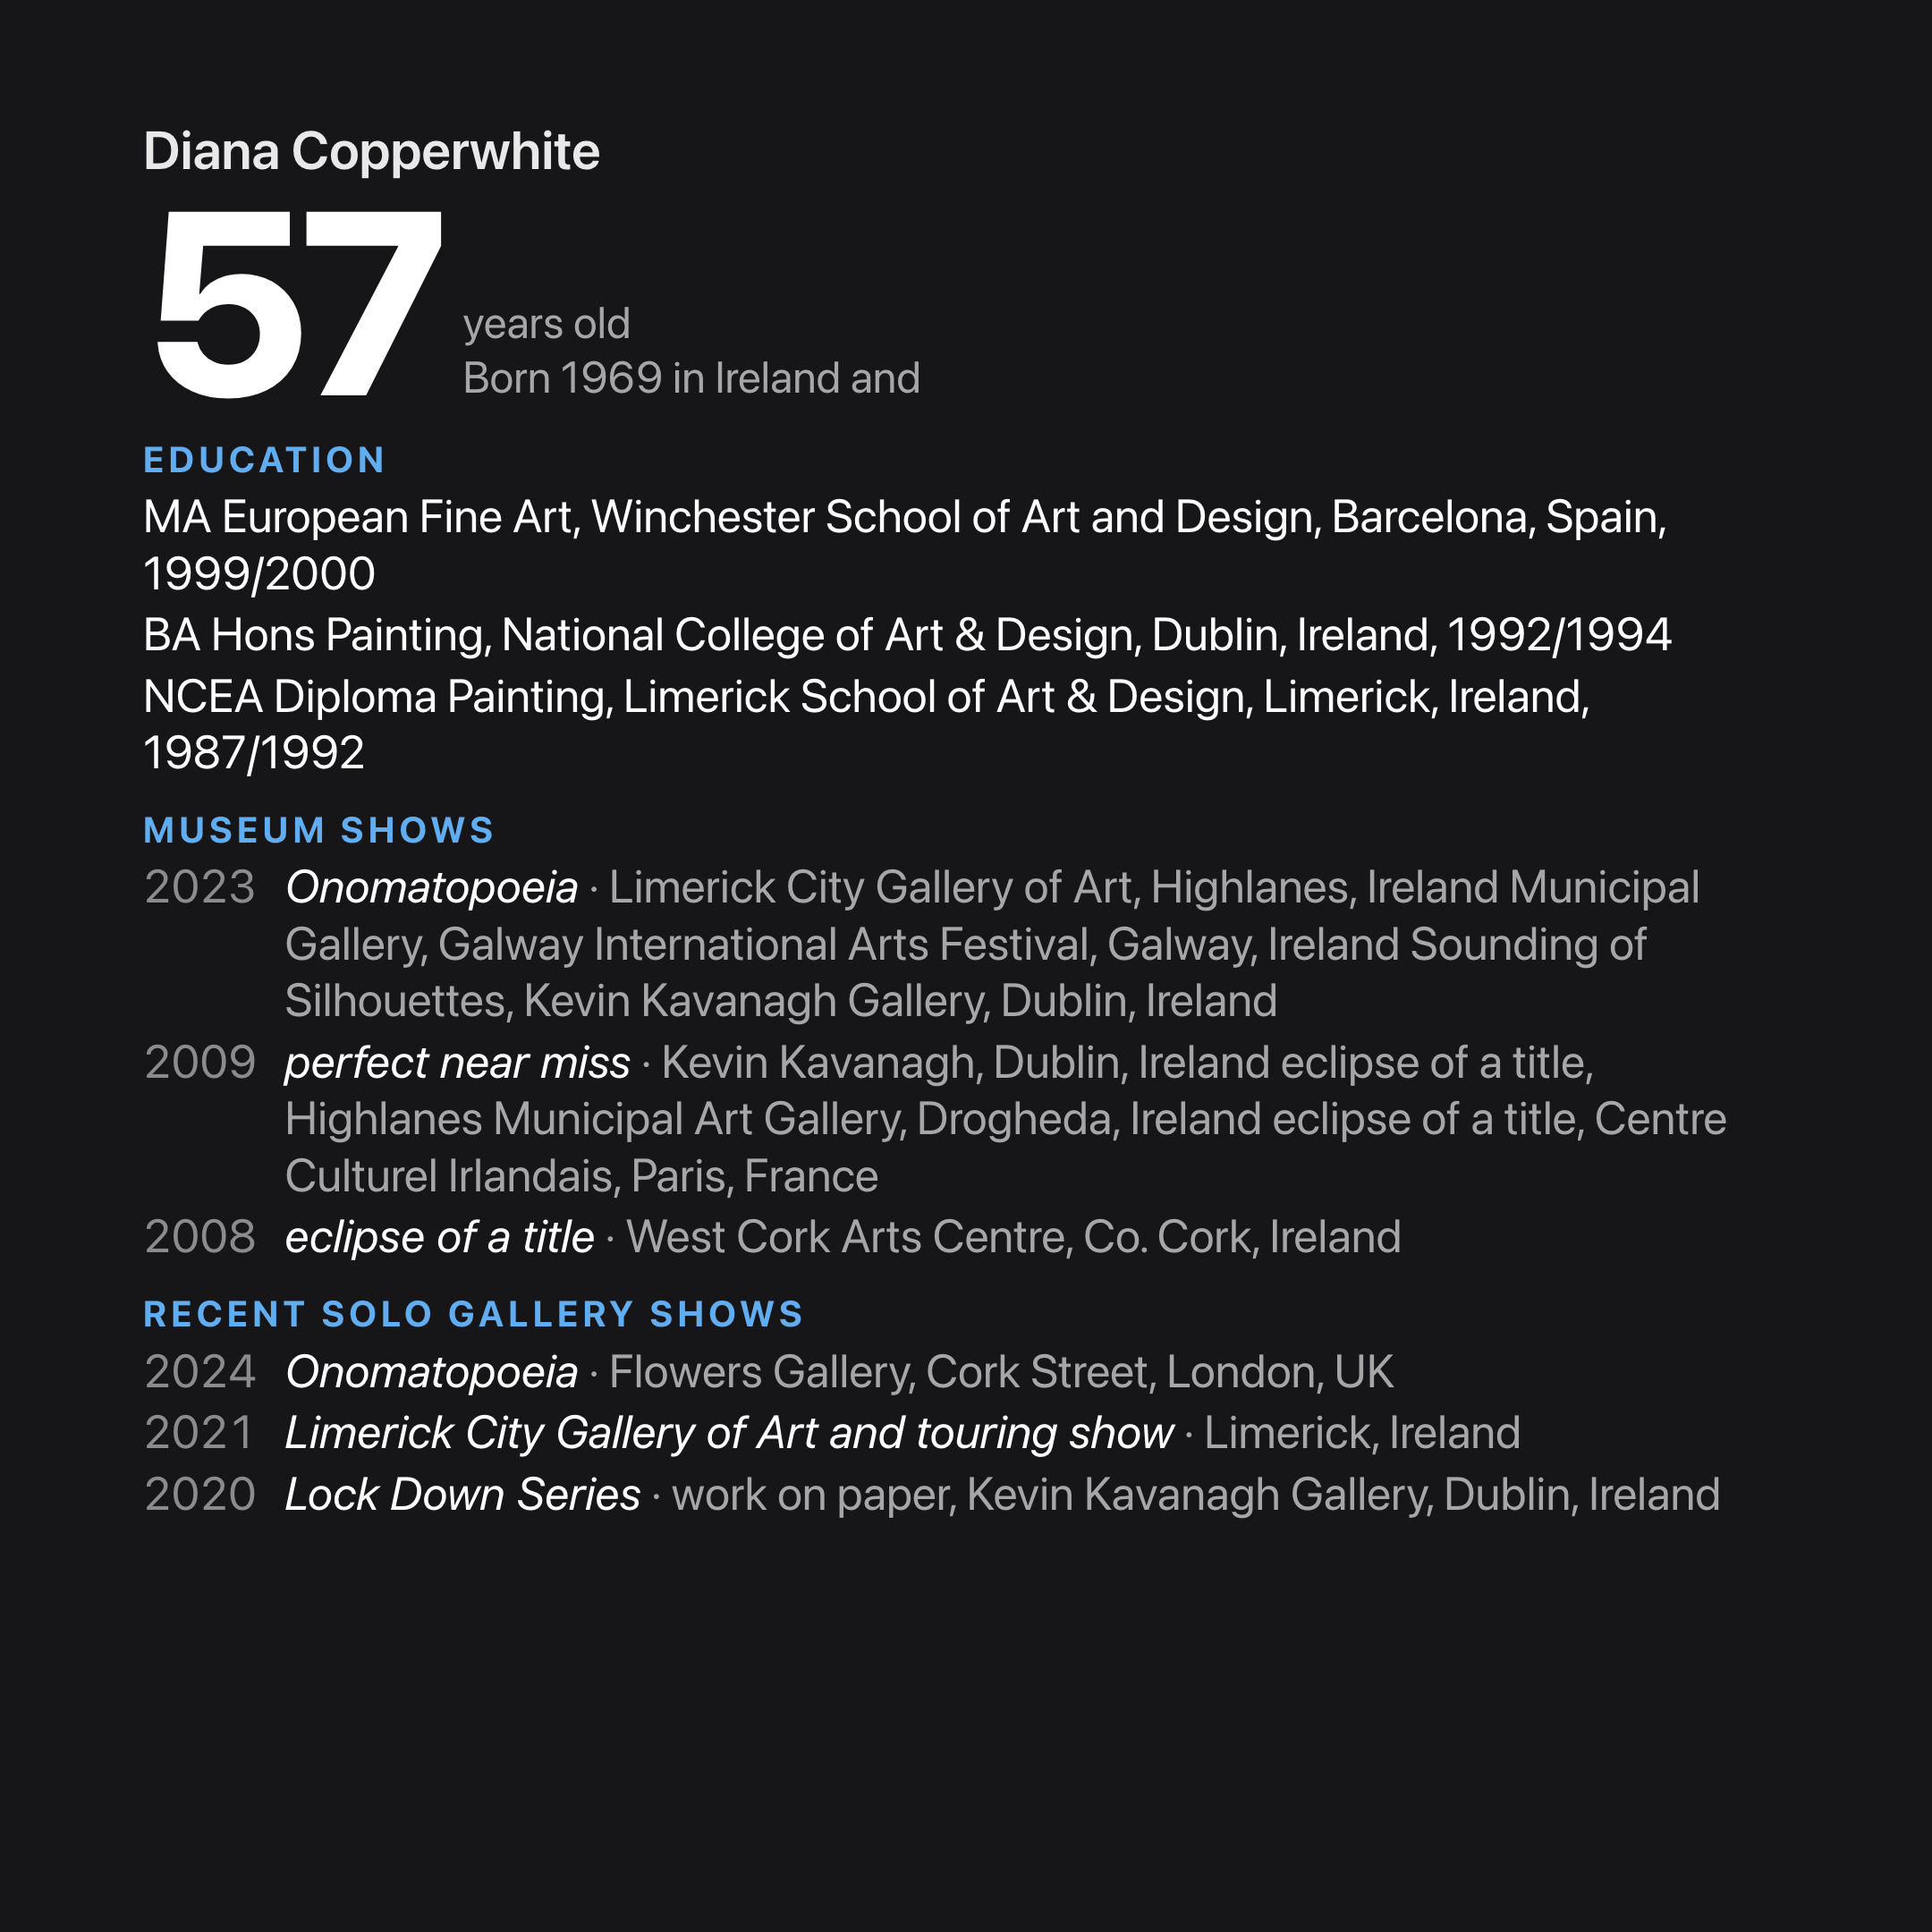 Diana Copperwhite
57
years old
Born 1969 in Ireland and
EDUCATION
MA European Fine Art, Winchester School of Art and Design, Barcelona, Spain,
1999/2000
BA Hons Painting, National College of Art & Design, Dublin, Ireland, 1992/1994
NCEA Diploma Painting, Limerick School of Art & Design, Limerick, Ireland,
1987/1992
MUSEUM SHOWS
2023 Onomatopoeia · Limerick City Gallery of Art, Highlanes, Ireland Municipal
Gallery, Galway International Arts Festival, Galway, Ireland Sounding of
Silhouettes, Kevin Kavanagh Gallery, Dublin, Ireland
2009 perfect near miss · Kevin Kavanagh, Dublin, Ireland eclipse of a title,
Highlanes Municipal Art Gallery, Drogheda, Ireland eclipse of a title, Centre
Culturel Irlandais, Paris, France
2008 eclipse of a title · West Cork Arts Centre, Co. Cork, Ireland
RECENT SOLO GALLERY SHOWS
2024 Onomatopoeia · Flowers Gallery, Cork Street, London, UK
2021 Limerick City Gallery of Art and touring show · Limerick, Ireland
2020 Lock Down Series · work on paper, Kevin Kavanagh Gallery, Dublin, Ireland